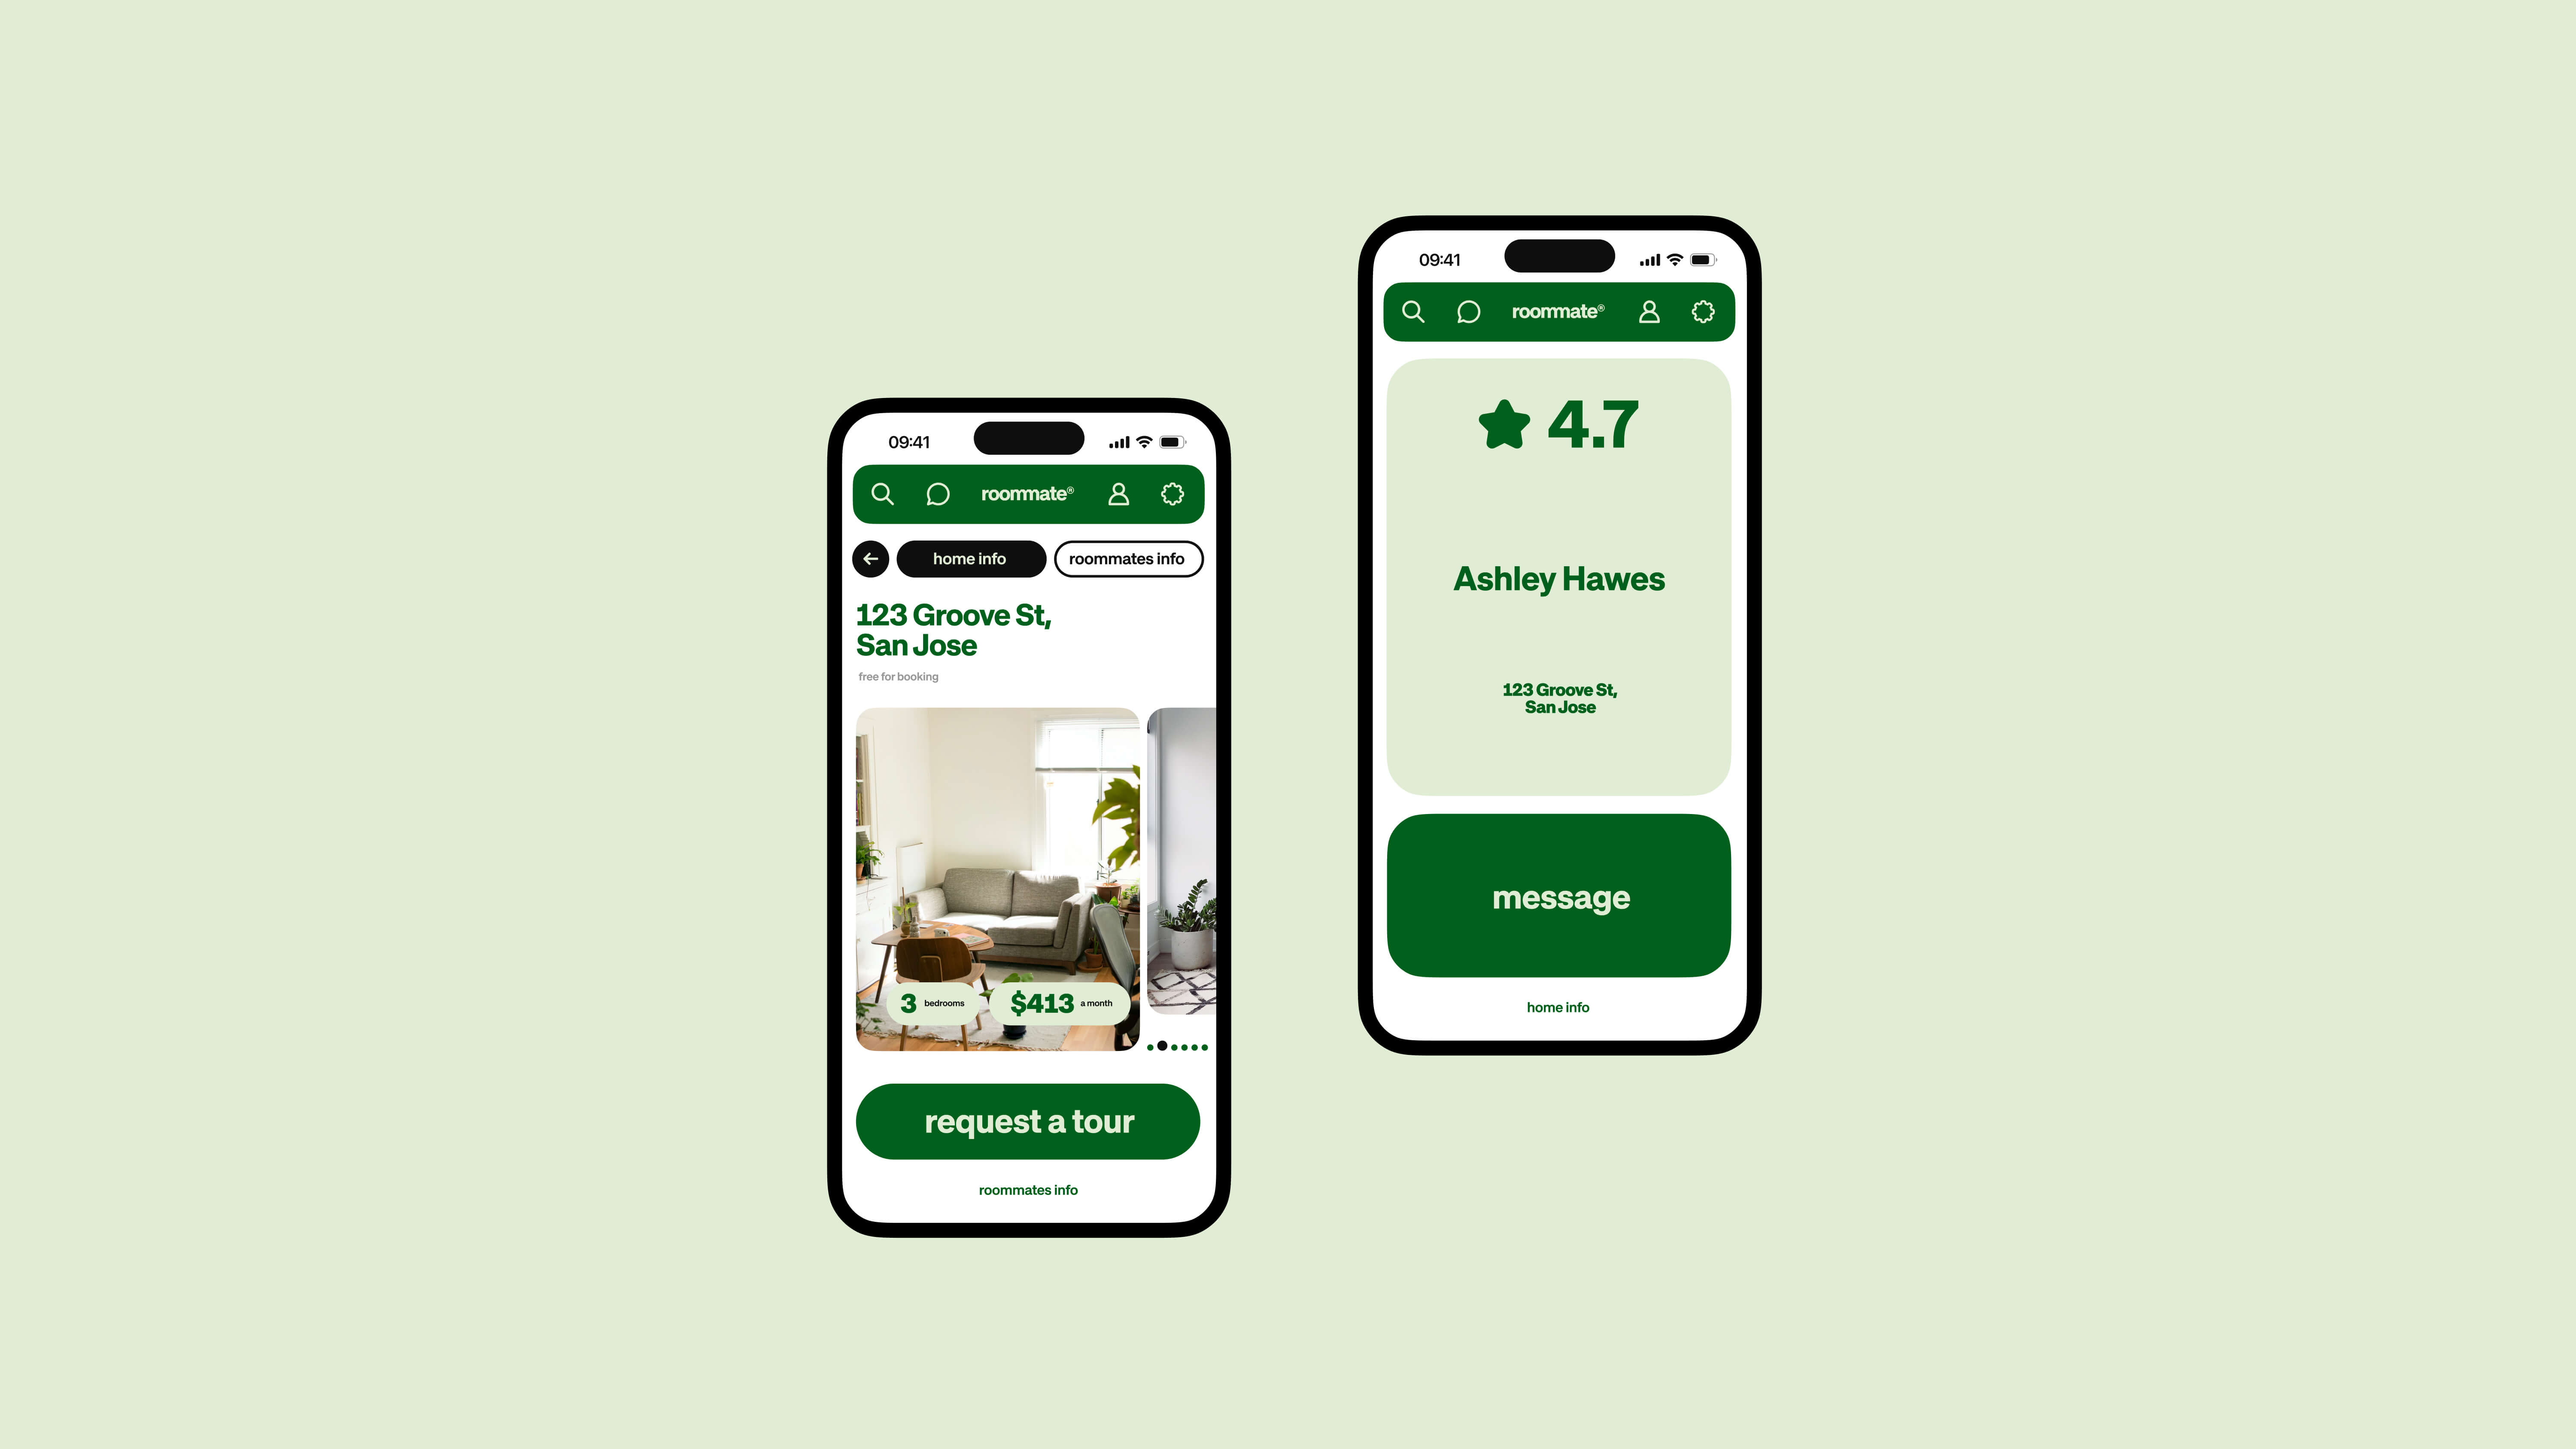 09:41
roommate®
home info
roommates info
123 Groove St,
San Jose
free for booking
3 bedrooms
$413 a month
request a tour
roommates info
09:41
roommate®
4.7
Ashley Hawes
123 Groove St,
San Jose
message
home info